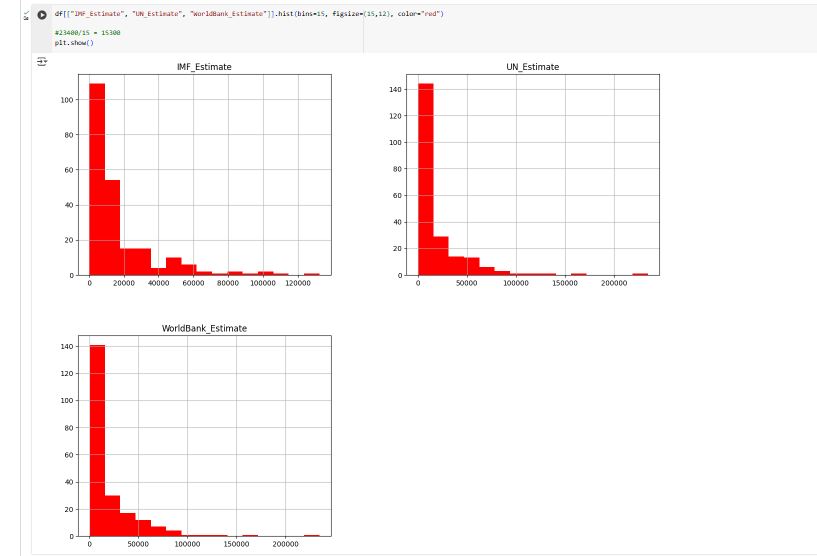 df[["IMF_Estimate", "UN_Estimate", "WorldBank_Estimate"]].hist(bins=15, figsize=(15,12), color="red")
#23400/15 = 15300
plt.show()
IMF_Estimate
UN_Estimate
100
80
60
40
20
0
0 20000 40000 60000 80000 100000 120000
140
120
100
80
60
40
20
0
0 50000 100000 150000 200000
WorldBank_Estimate
140
120
100
80
60
40
20
0
0 50000 100000 150000 200000